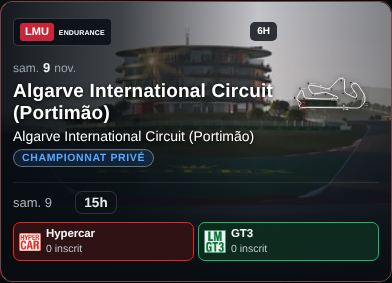 LMU ENDURANCE
6H
sam. 9 nov.
Algarve International Circuit
(Portimão)
Algarve International Circuit (Portimão)
CHAMPIONNAT PRIVÉ
sam. 9 15h
HYPER CAR Hypercar
0 inscrit
LM GT3 GT3
0 inscrit